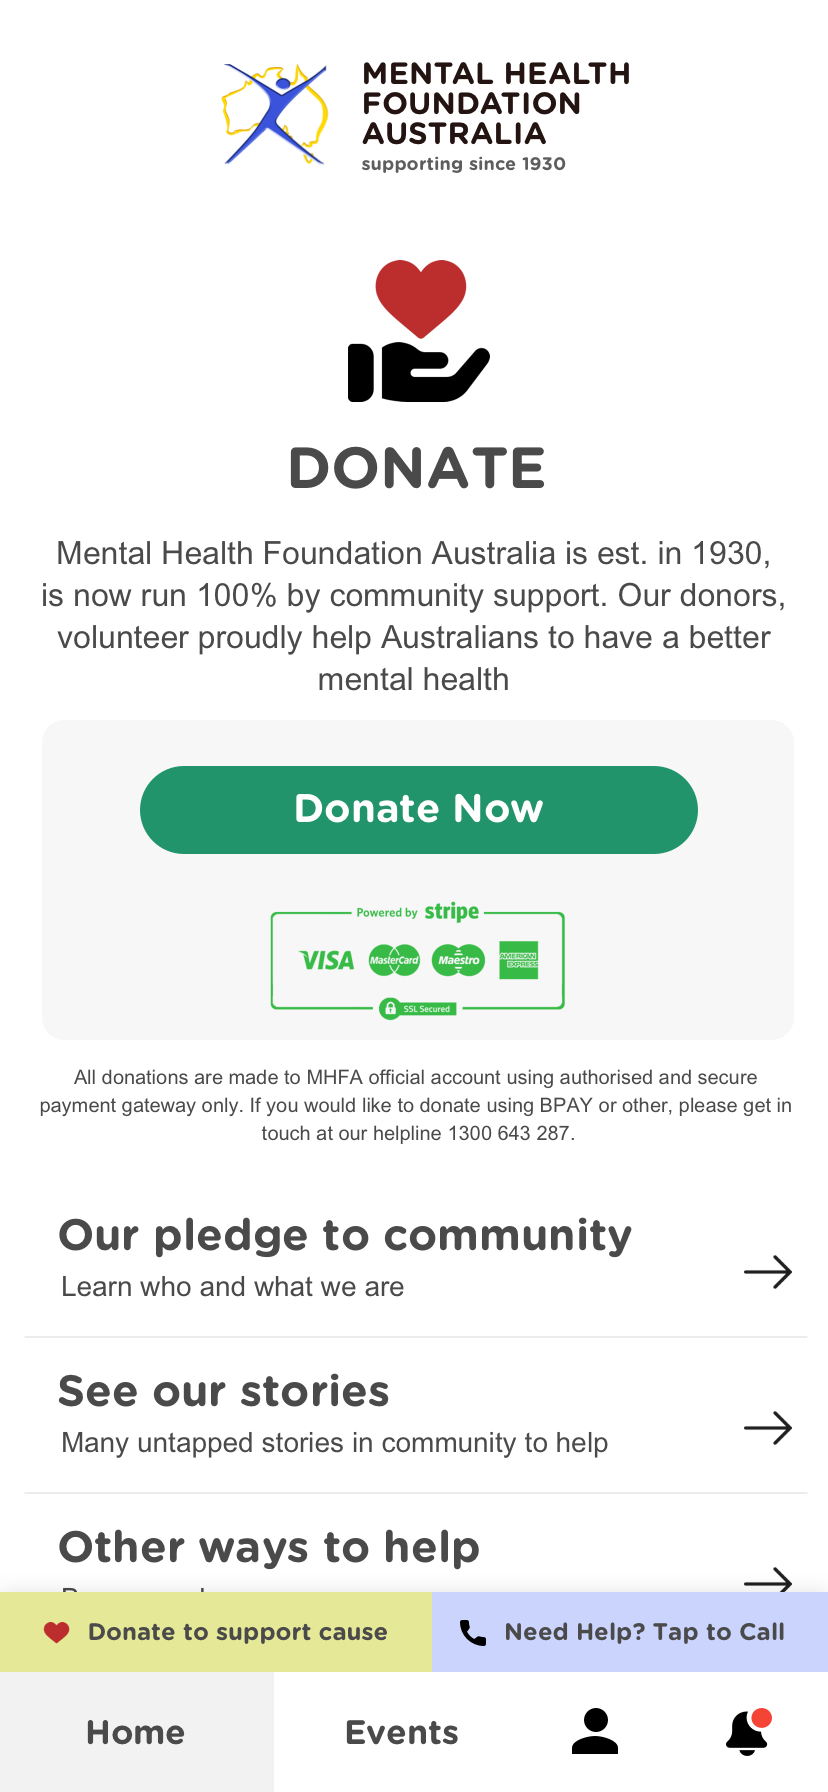 MENTAL HEALTH
FOUNDATION
AUSTRALIA
supporting since 1930
DONATE
Mental Health Foundation Australia is est. in 1930,
is now run 100% by community support. Our donors,
volunteer proudly help Australians to have a better
mental health
Donate Now
Powered by stripe
VISA MasterCard Maestro AMERICAN EXPRESS
SSL Secured
All donations are made to MHFA official account using authorised and secure
payment gateway only. If you would like to donate using BPAY or other, please get in
touch at our helpline 1300 643 287.
Our pledge to community
Learn who and what we are
See our stories
Many untapped stories in community to help
Other ways to help
Donate to support cause
Need Help? Tap to Call
Home
Events